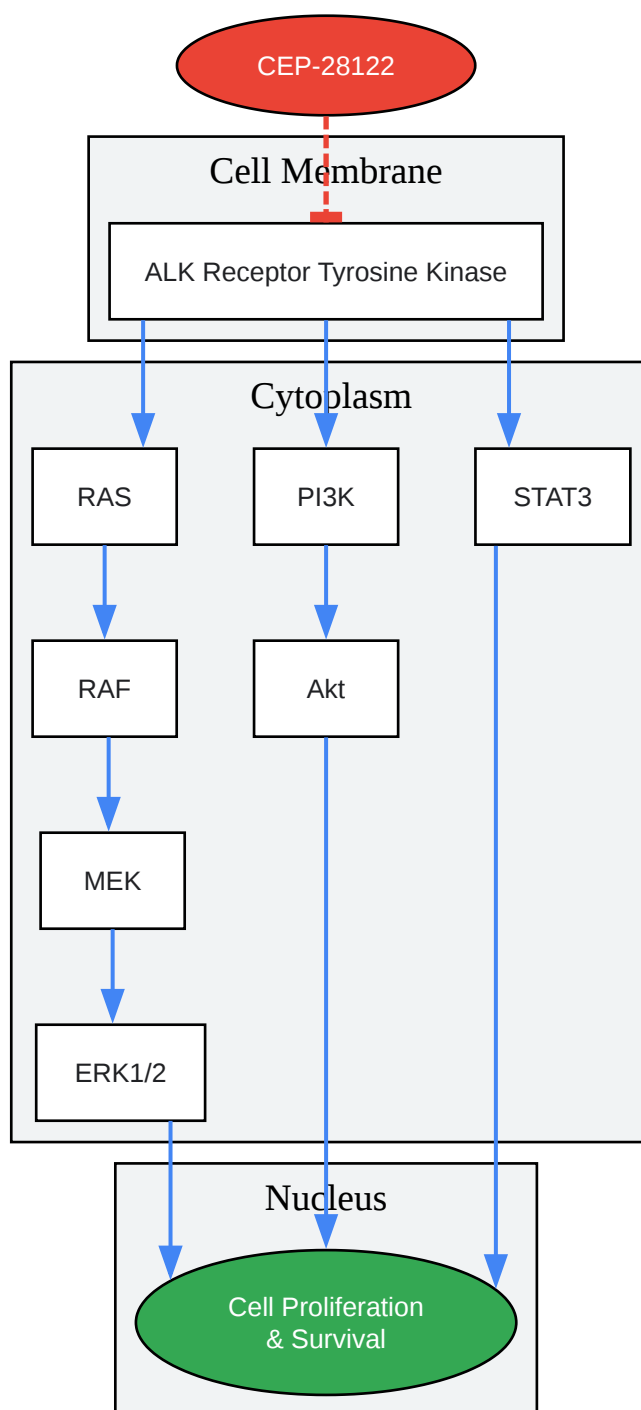 CEP-28122
Cell Membrane
ALK Receptor Tyrosine Kinase
Cytoplasm
RAS
PI3K
STAT3
RAF
Akt
MEK
ERK1/2
Nucleus
Cell Proliferation
& Survival